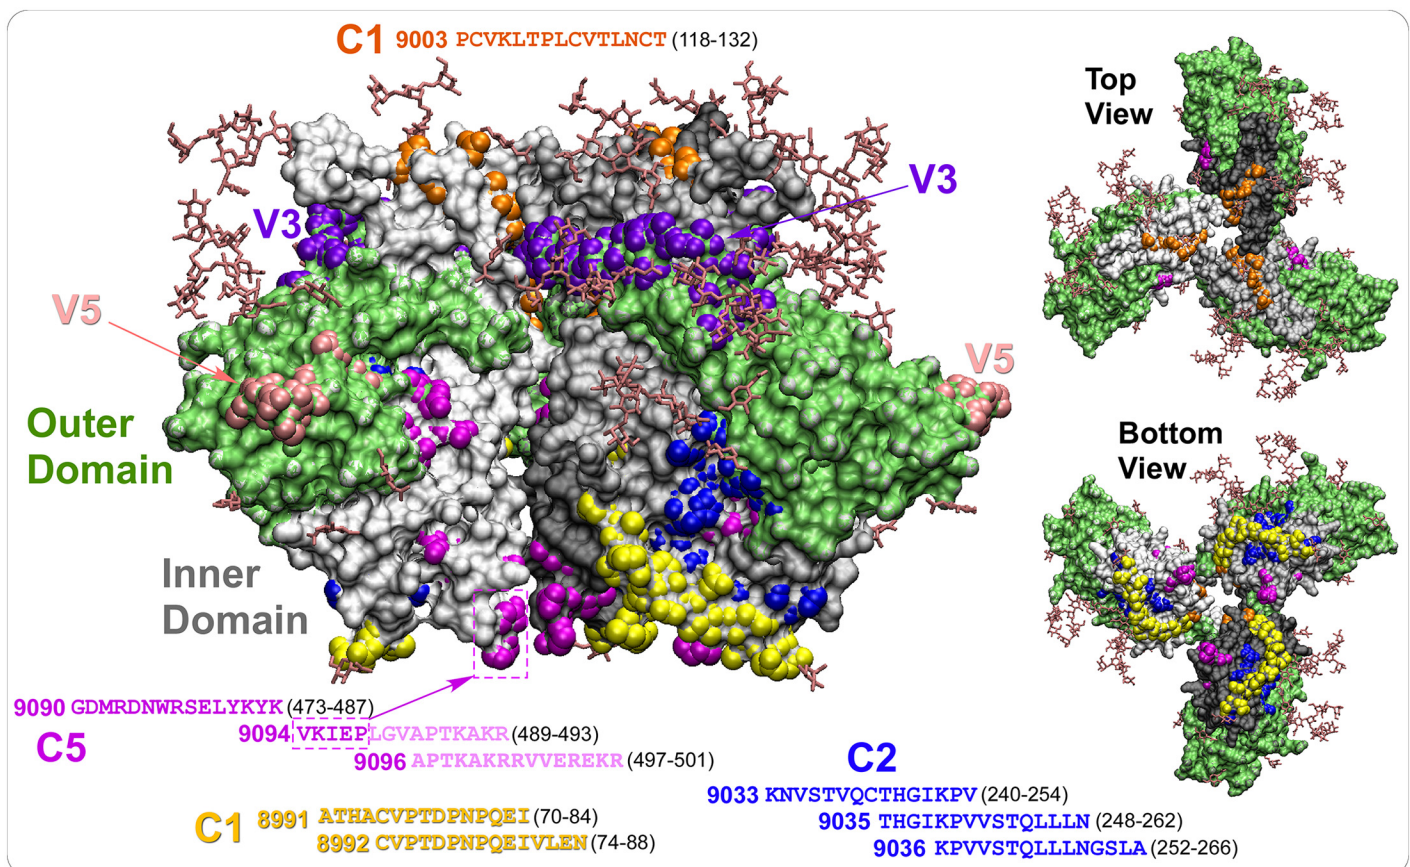 C1 9003 PCVKLTPLCVTLNCT (118-132)
Top
View
V3
V3
V5
V5
Outer
Domain
Bottom
View
Inner
Domain
9090 GDMRDNWRSELYKYK (473-487)
9094 VKIEPLGVAPTKAKR (489-493)
C5
9096 APTKAKRRVVEREKR (497-501)
C2
9033 KNVSTVQCTHGIKPV (240-254)
9035 THGIKPVVSTQLLLN (248-262)
9036 KPVVSTQLLLNGSLA (252-266)
C1 8991 ATHACVPTDPNPQEI (70-84)
8992 CVPTDPNPQEIVLEN (74-88)